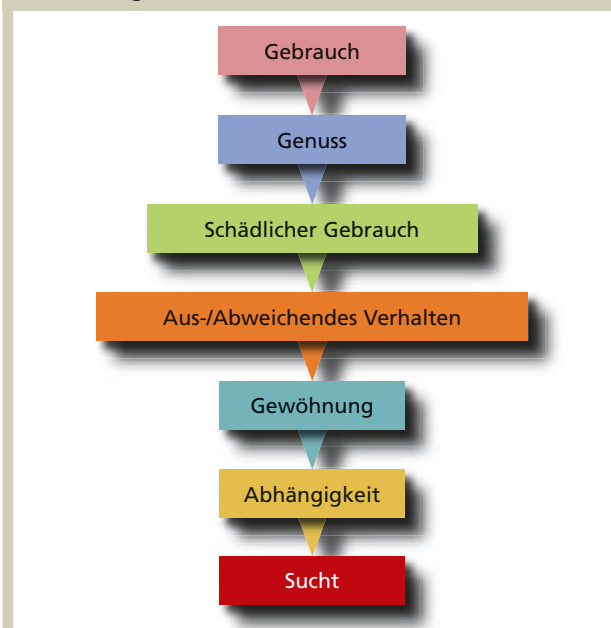 Gebrauch
Genuss
Schädlicher Gebrauch
Aus-/Abweichendes Verhalten
Gewöhnung
Abhängigkeit
Sucht